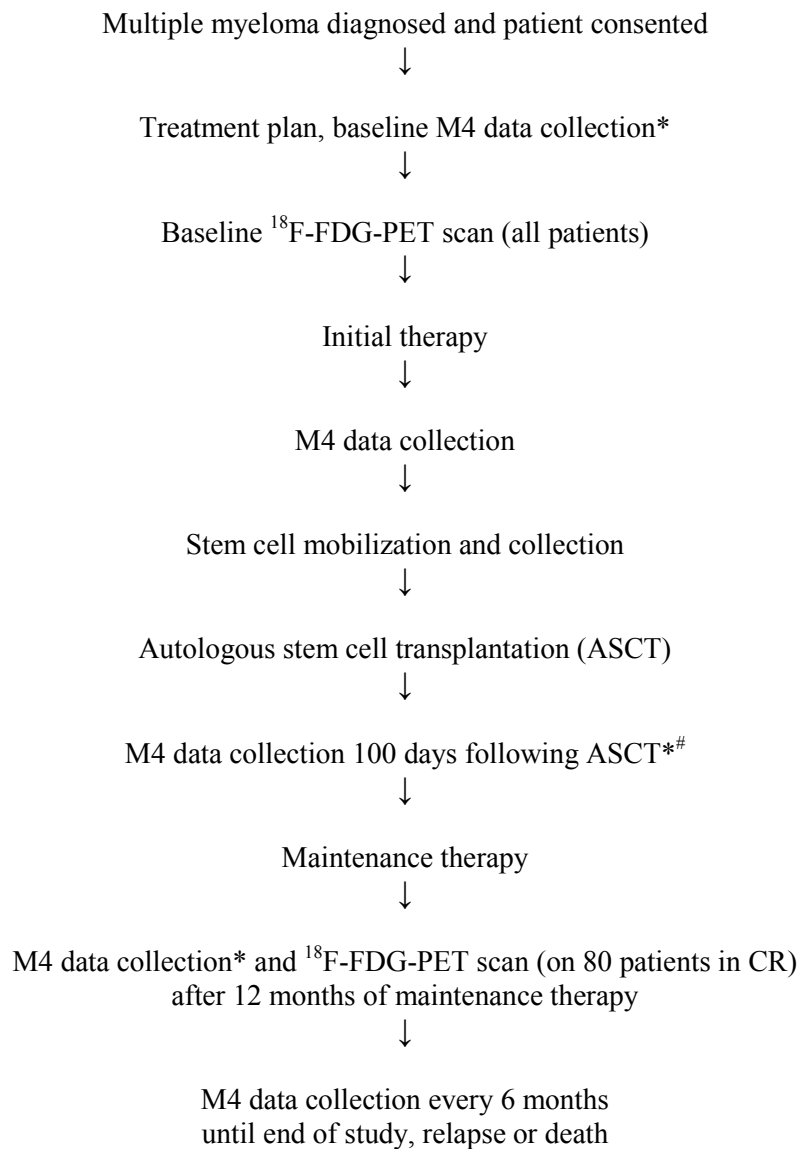 Multiple myeloma diagnosed and patient consented
↓
Treatment plan, baseline M4 data collection*
↓
Baseline ¹⁸F-FDG-PET scan (all patients)
↓
Initial therapy
↓
M4 data collection
↓
Stem cell mobilization and collection
↓
Autologous stem cell transplantation (ASCT)
↓
M4 data collection 100 days following ASCT*#
↓
Maintenance therapy
↓
M4 data collection* and ¹⁸F-FDG-PET scan (on 80 patients in CR)
after 12 months of maintenance therapy
↓
M4 data collection every 6 months
until end of study, relapse or death